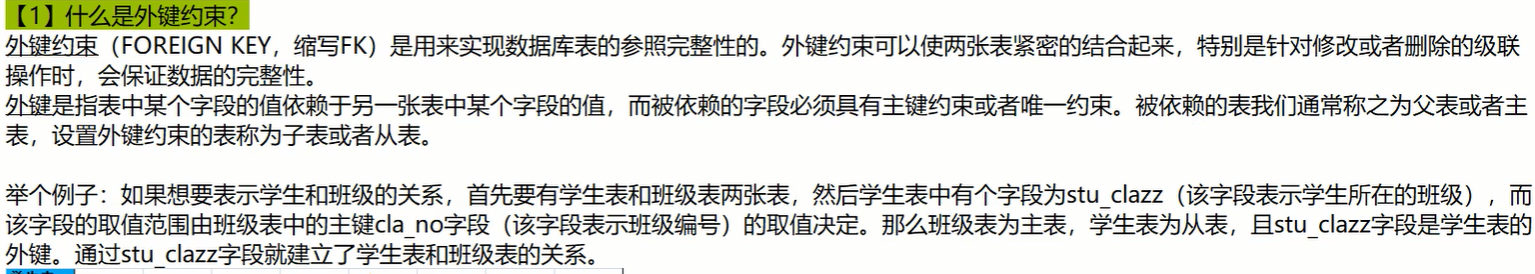 【1】什么是外键约束？
外键约束（FOREIGN KEY，缩写FK）是用来实现数据库表的参照完整性的。外键约束可以使两张表紧密的结合起来，特别是针对修改或者删除的级联
操作时，会保证数据的完整性。
外键是指表中某个字段的值依赖于另一张表中某个字段的值，而被依赖的字段必须具有主键约束或者唯一约束。被依赖的表我们通常称之为父表或者主
表，设置外键约束的表称为子表或者从表。
举个例子：如果想要表示学生和班级的关系，首先要有学生表和班级表两张表，然后学生表中有个字段为stu_clazz（该字段表示学生所在的班级），而
该字段的取值范围由班级表中的主键cla_no字段（该字段表示班级编号）的取值决定。那么班级表为主表，学生表为从表，且stu_clazz字段是学生表的
外键。通过stu_clazz字段就建立了学生表和班级表的关系。